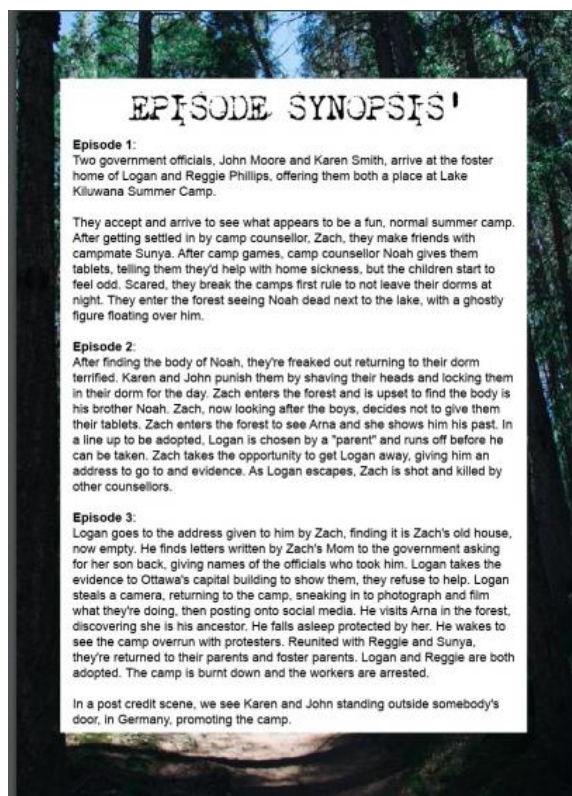 EPISODE SYNOPSIS'
Episode 1:
Two government officials, John Moore and Karen Smith, arrive at the foster
home of Logan and Reggie Phillips, offering them both a place at Lake
Kiluwana Summer Camp.
They accept and arrive to see what appears to be a fun, normal summer camp.
After getting settled in by camp counsellor, Zach, they make friends with
campmate Sunya. After camp games, camp counsellor Noah gives them
tablets, telling them they'd help with home sickness, but the children start to
feel odd. Scared, they break the camps first rule to not leave their dorms at
night. They enter the forest seeing Noah dead next to the lake, with a ghostly
figure floating over him.
Episode 2:
After finding the body of Noah, they're freaked out returning to their dorm
terrified. Karen and John punish them by shaving their heads and locking them
in their dorm for the day. Zach enters the forest and is upset to find the body is
his brother Noah. Zach, now looking after the boys, decides not to give them
their tablets. Zach enters the forest to see Arna and she shows him his past. In
a line up to be adopted, Logan is chosen by a "parent" and runs off before he
can be taken. Zach takes the opportunity to get Logan away, giving him an
address to go to and evidence. As Logan escapes, Zach is shot and killed by
other counsellors.
Episode 3:
Logan goes to the address given to him by Zach, finding it is Zach's old house,
now empty. He finds letters written by Zach's Mom to the government asking
for her son back, giving names of the officials who took him. Logan takes the
evidence to Ottawa's capital building to show them, they refuse to help. Logan
steals a camera, returning to the camp, sneaking in to photograph and film
what they're doing, then posting onto social media. He visits Arna in the forest,
discovering she is his ancestor. He falls asleep protected by her. He wakes to
see the camp overrun with protesters. Reunited with Reggie and Sunya,
they're returned to their parents and foster parents. Logan and Reggie are both
adopted. The camp is burnt down and the workers are arrested.
In a post credit scene, we see Karen and John standing outside somebody's
door, in Germany, promoting the camp.